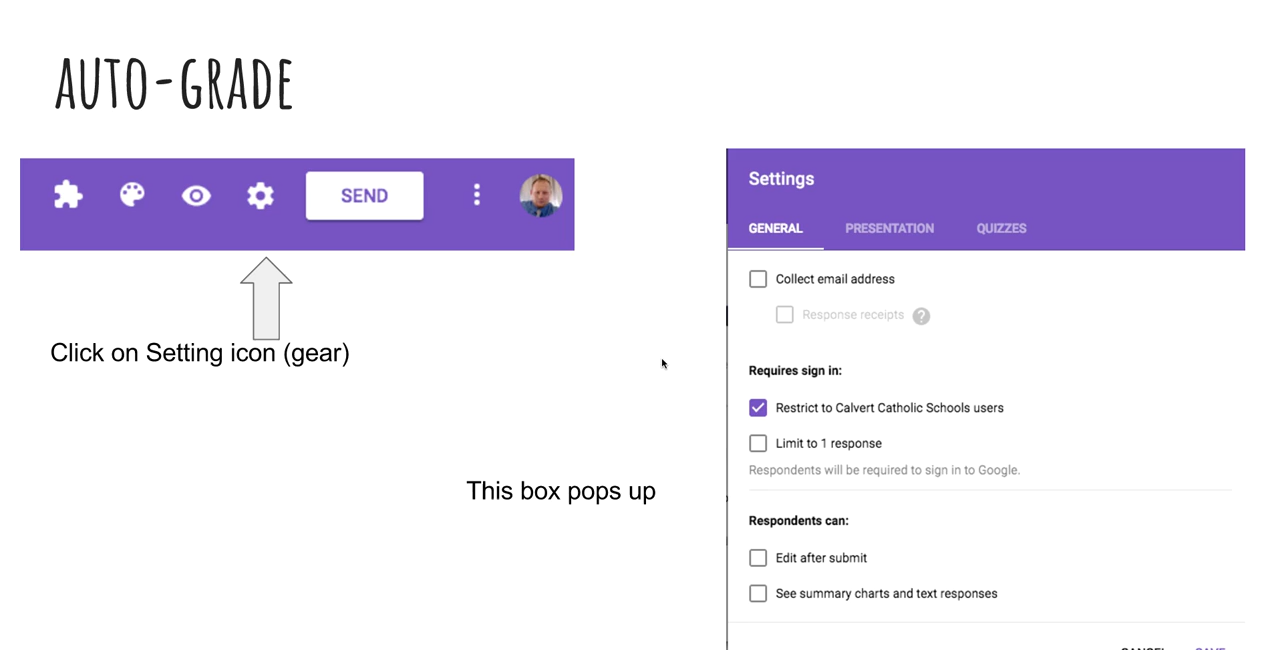 AUTO-GRADE
SEND
Click on Setting icon (gear)
This box pops up
Settings
GENERAL PRESENTATION QUIZZES
Collect email address
Response receipts ?
Requires sign in:
Restrict to Calvert Catholic Schools users
Limit to 1 response
Respondents will be required to sign in to Google.
Respondents can:
Edit after submit
See summary charts and text responses
CANCEL SAVE